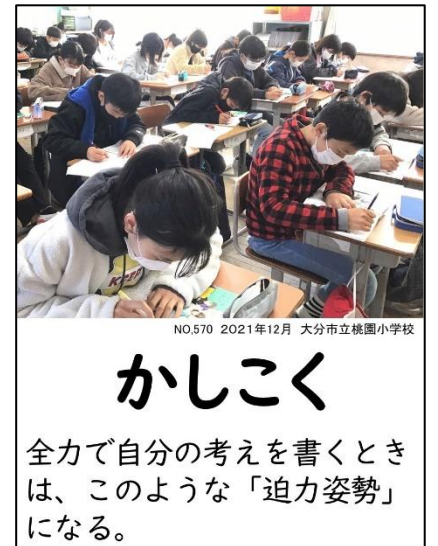 NO,570 2021年12月 大分市立桃園小学校
かしこく
全力で自分の考えを書くとき
は、このような「迫力姿勢」
になる。